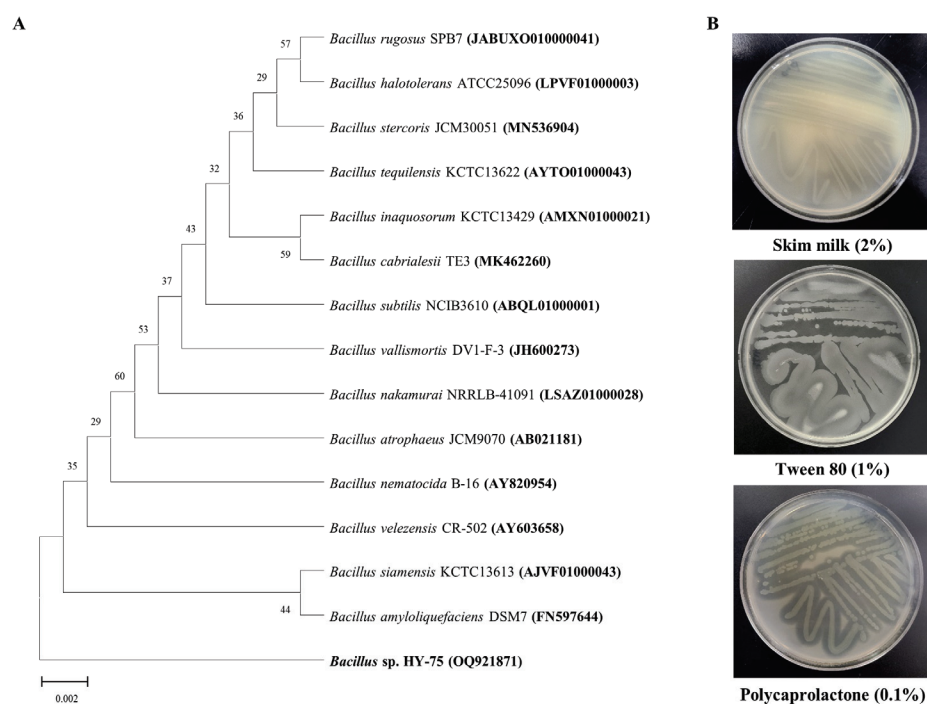 A
57
Bacillus rugosus SPB7 (JABUXO010000041)
29
Bacillus halotolerans ATCC25096 (LPVF01000003)
36
Bacillus stercoris JCM30051 (MN536904)
32
Bacillus tequilensis KCTC13622 (AYTO01000043)
43
Bacillus inaquosorum KCTC13429 (AMXN01000021)
59
Bacillus cabrialesii TE3 (MK462260)
37
Bacillus subtilis NCIB3610 (ABQL01000001)
53
Bacillus vallismortis DV1-F-3 (JH600273)
60
Bacillus nakamurai NRRLB-41091 (LSAZ01000028)
29
Bacillus atrophaeus JCM9070 (AB021181)
35
Bacillus nematocida B-16 (AY820954)
Bacillus velezensis CR-502 (AY603658)
Bacillus siamensis KCTC13613 (AJVF01000043)
44
Bacillus amyloliquefaciens DSM7 (FN597644)
Bacillus sp. HY-75 (OQ921871)
0.002
B
Skim milk (2%)
Tween 80 (1%)
Polycaprolactone (0.1%)